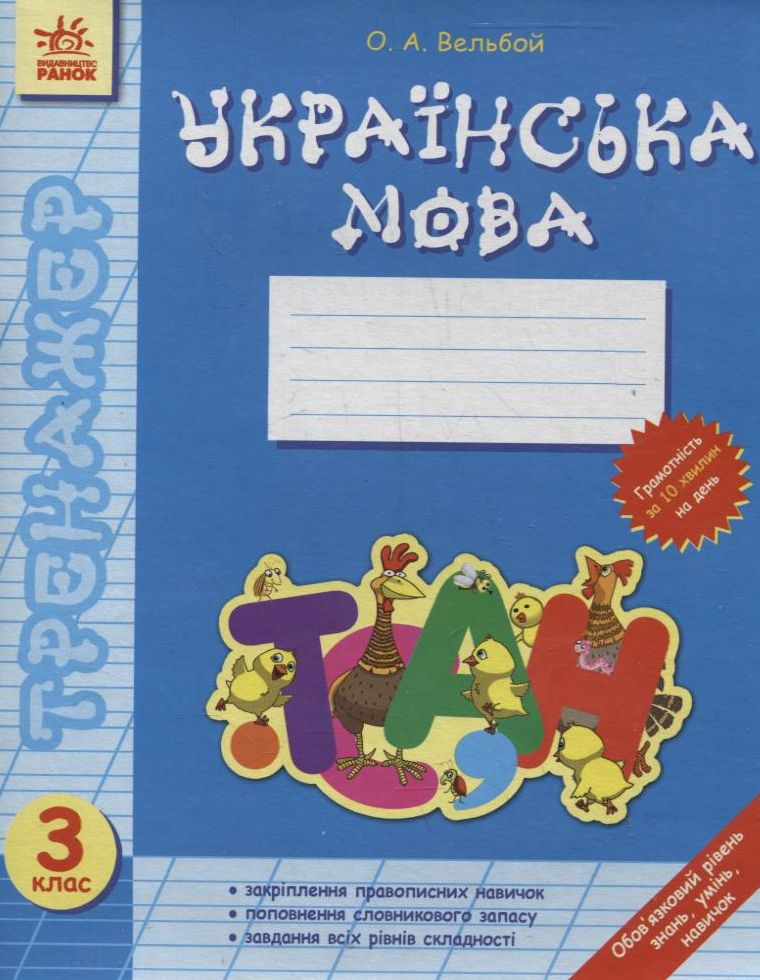 ВИДАВНИЦТВО
РАНОК
О. А. Вельбой
УКРАЇНСЬКА
МОВА
ТРЕНАЖЕР
Грамотність
за 10 хвилин
на день
Т С А Н
3
клас
• закріплення правописних навичок
• поповнення словникового запасу
• завдання всіх рівнів складності
Обов'язковий рівень
знань, умінь,
навичок